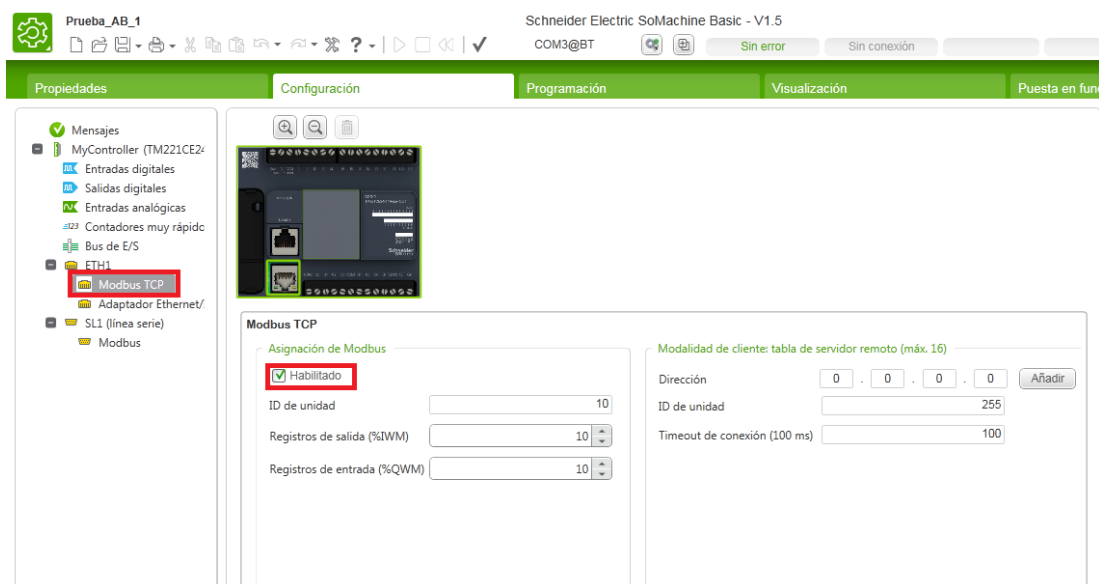 Prueba_AB_1
Schneider Electric SoMachine Basic - V1.5
COM3@BT
Sin error
Sin conexión
Propiedades
Configuración
Programación
Visualización
Puesta en fun
Mensajes
MyController (TM221CE24
Entradas digitales
Salidas digitales
Entradas analógicas
Contadores muy rápido
Bus de E/S
ETH1
Modbus TCP
Adaptador Ethernet/
SL1 (línea serie)
Modbus
Schneider
Modbus TCP
Asignación de Modbus
Habilitado
ID de unidad 10
Registros de salida (%IWM) 10
Registros de entrada (%QWM) 10
Modalidad de cliente: tabla de servidor remoto (máx. 16)
Dirección 0 . 0 . 0 . 0 Añadir
ID de unidad 255
Timeout de conexión (100 ms) 100